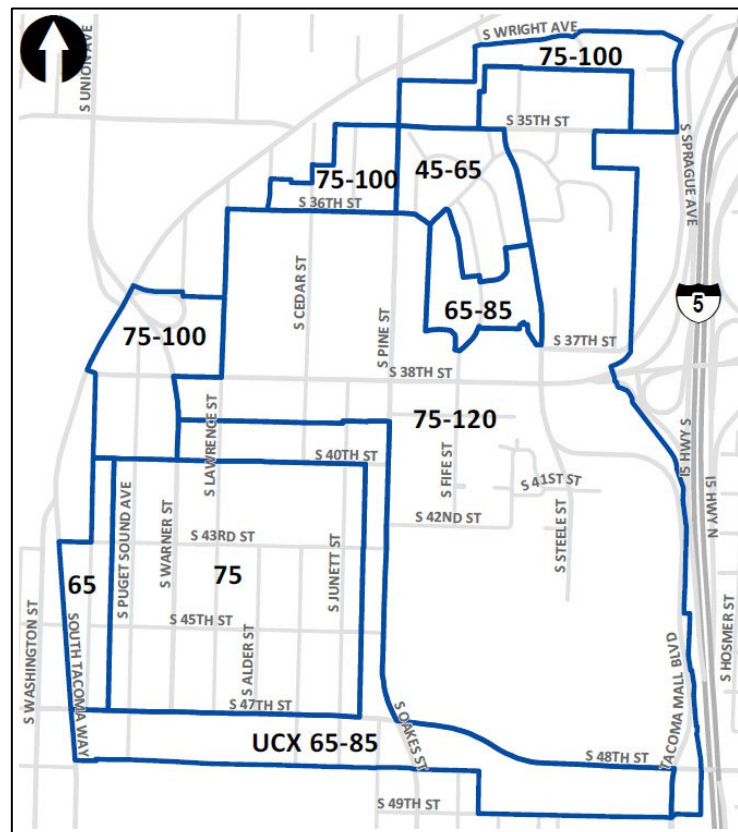 S UNION AVE
S WRIGHT AVE
75-100
S 35TH ST
S SPRAGUE AVE
75-100
45-65
S 36TH ST
S CEDAR ST
S PINE ST
65-85
5
75-100
S 37TH ST
S 38TH ST
S LAWRENCE ST
75-120
I5 HWY S
I5 HWY N
S 40TH ST
S FIFE ST
S 41ST ST
S PUGET SOUND AVE
S WARNER ST
S 42ND ST
S STEELE ST
S 43RD ST
S JUNETT ST
65
75
S WASHINGTON ST
SOUTH TACOMA WAY
S 45TH ST
S ALDER ST
S HOSMER ST
TACOMA MALL BLVD
S 47TH ST
S OAKES ST
UCX 65-85
S 48TH ST
S 49TH ST